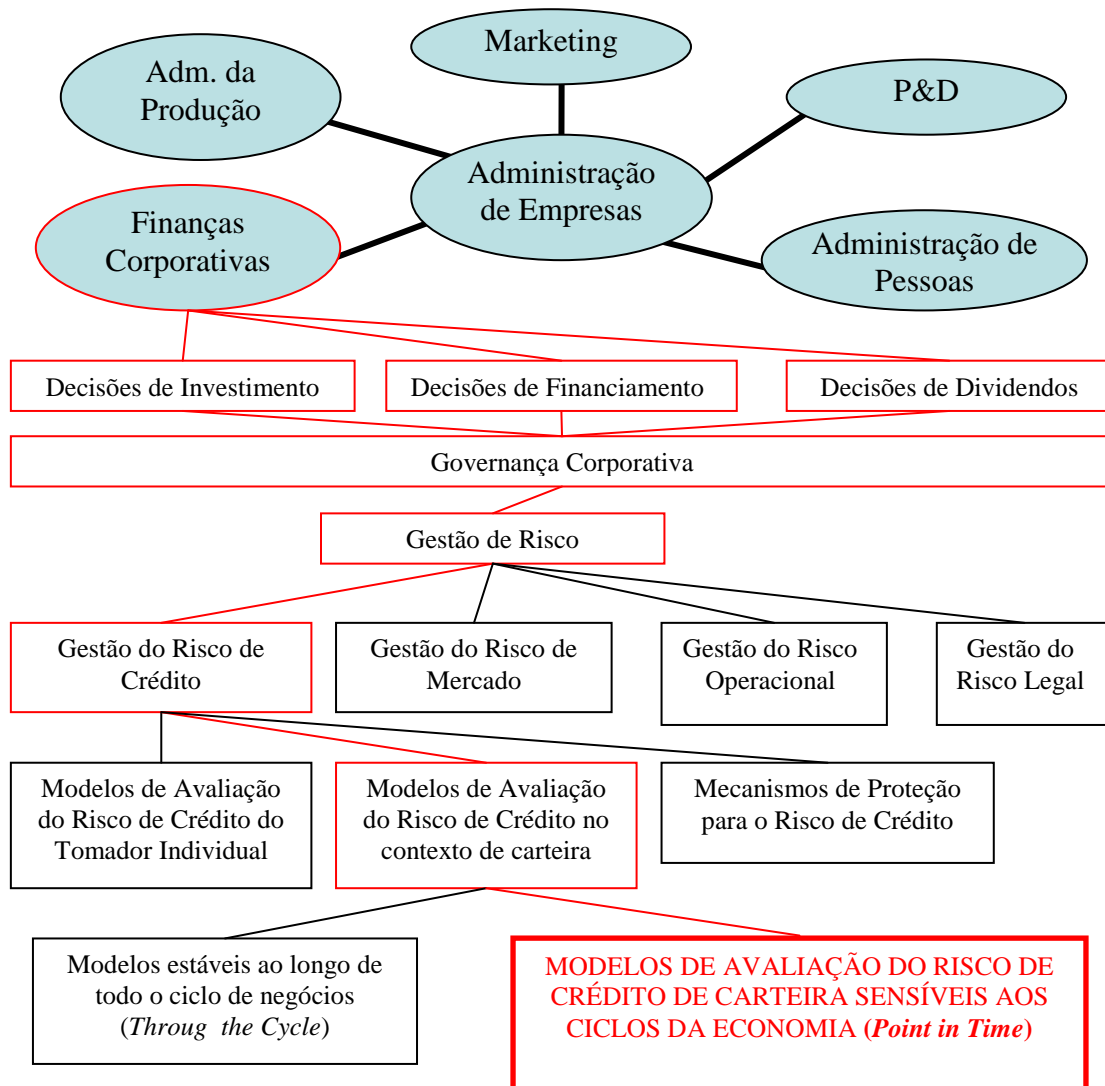 Marketing
Adm. da
Produção
P&D
Administração
de Empresas
Finanças
Corporativas
Administração de
Pessoas
Decisões de Investimento
Decisões de Financiamento
Decisões de Dividendos
Governança Corporativa
Gestão de Risco
Gestão do Risco de
Crédito
Gestão do Risco de
Mercado
Gestão do Risco
Operacional
Gestão do
Risco Legal
Modelos de Avaliação
do Risco de Crédito do
Tomador Individual
Modelos de Avaliação
do Risco de Crédito no
contexto de carteira
Mecanismos de Proteção
para o Risco de Crédito
Modelos estáveis ao longo de
todo o ciclo de negócios
(Throug the Cycle)
MODELOS DE AVALIAÇÃO DO RISCO DE
CRÉDITO DE CARTEIRA SENSÍVEIS AOS
CICLOS DA ECONOMIA (Point in Time)